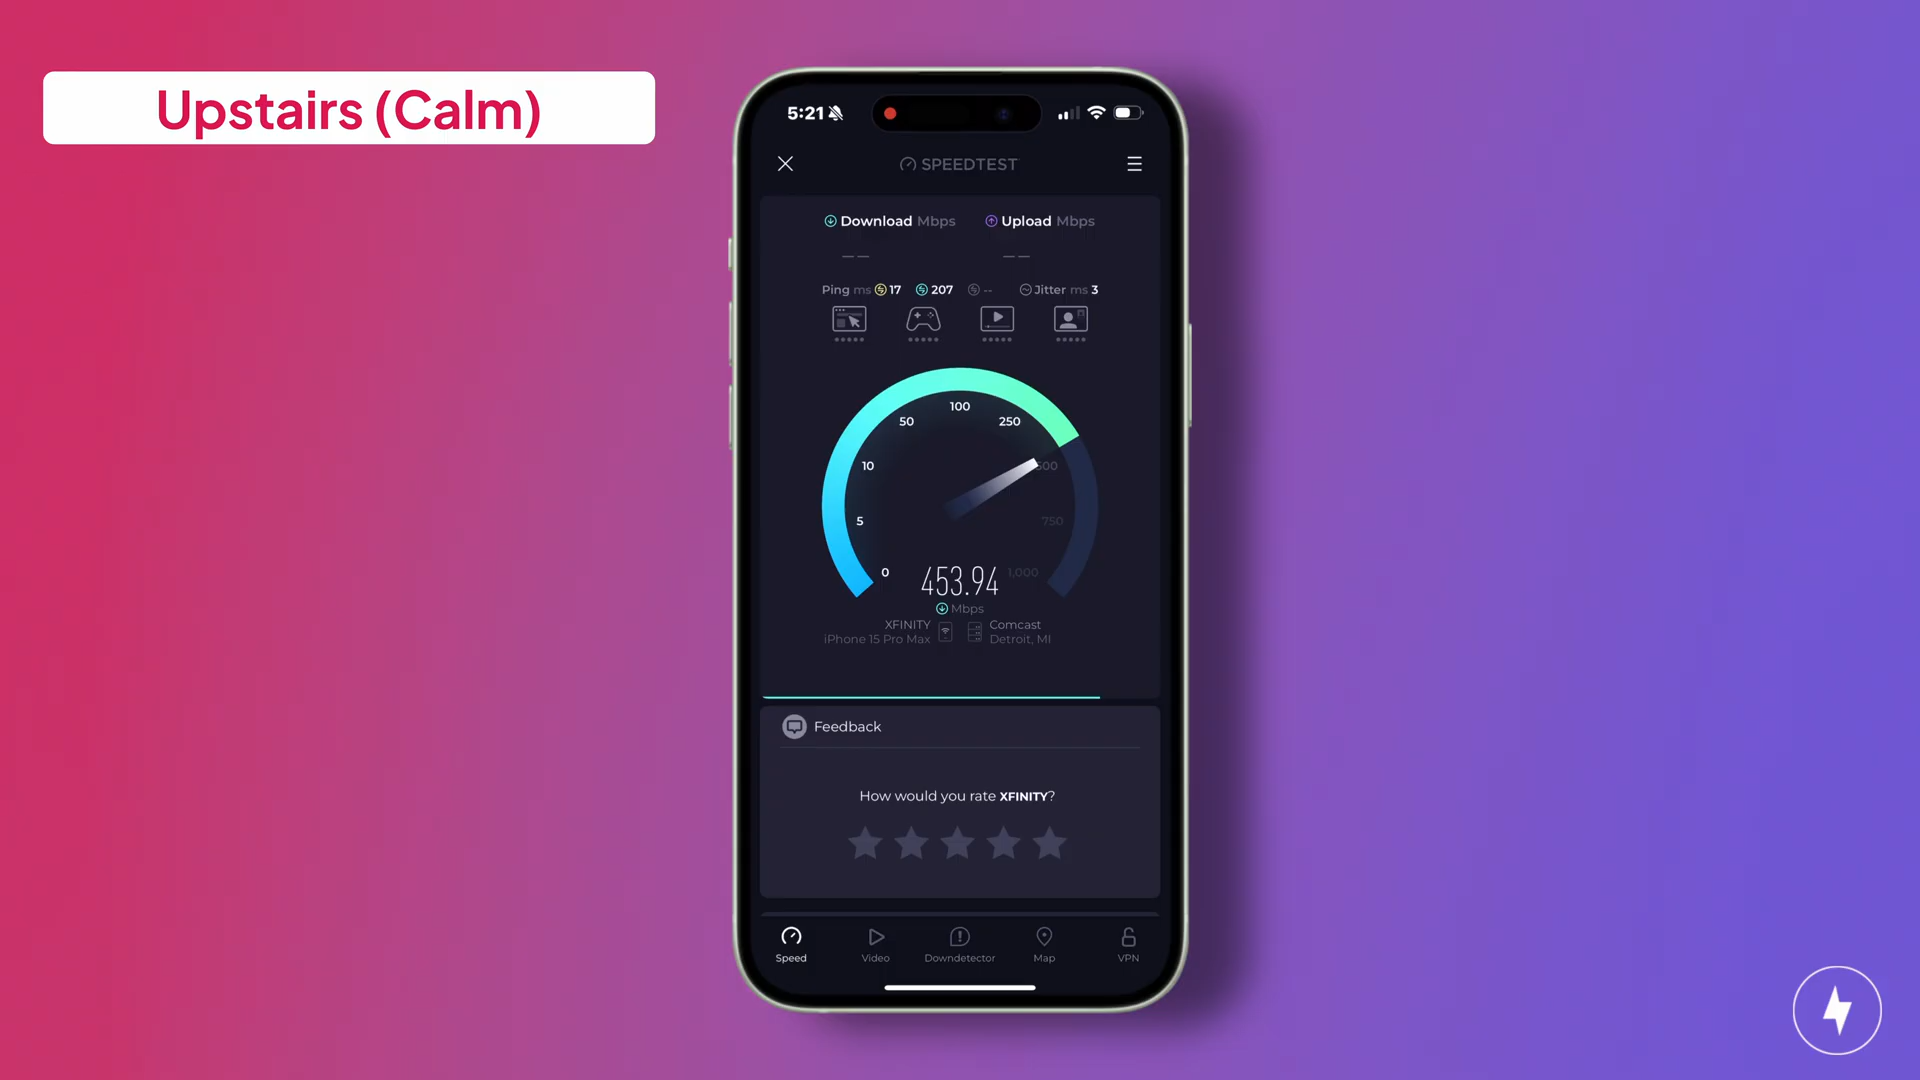 Upstairs (Calm)
5:21
SPEEDTEST
Download Mbps Upload Mbps
Ping ms 17 207 -- Jitter ms 3
100
50 250
10 500
5 750
0 1,000
453.94
Mbps
XFINITY Comcast
iPhone 15 Pro Max Detroit, MI
Feedback
How would you rate XFINITY?
Speed Video Downdetector Map VPN